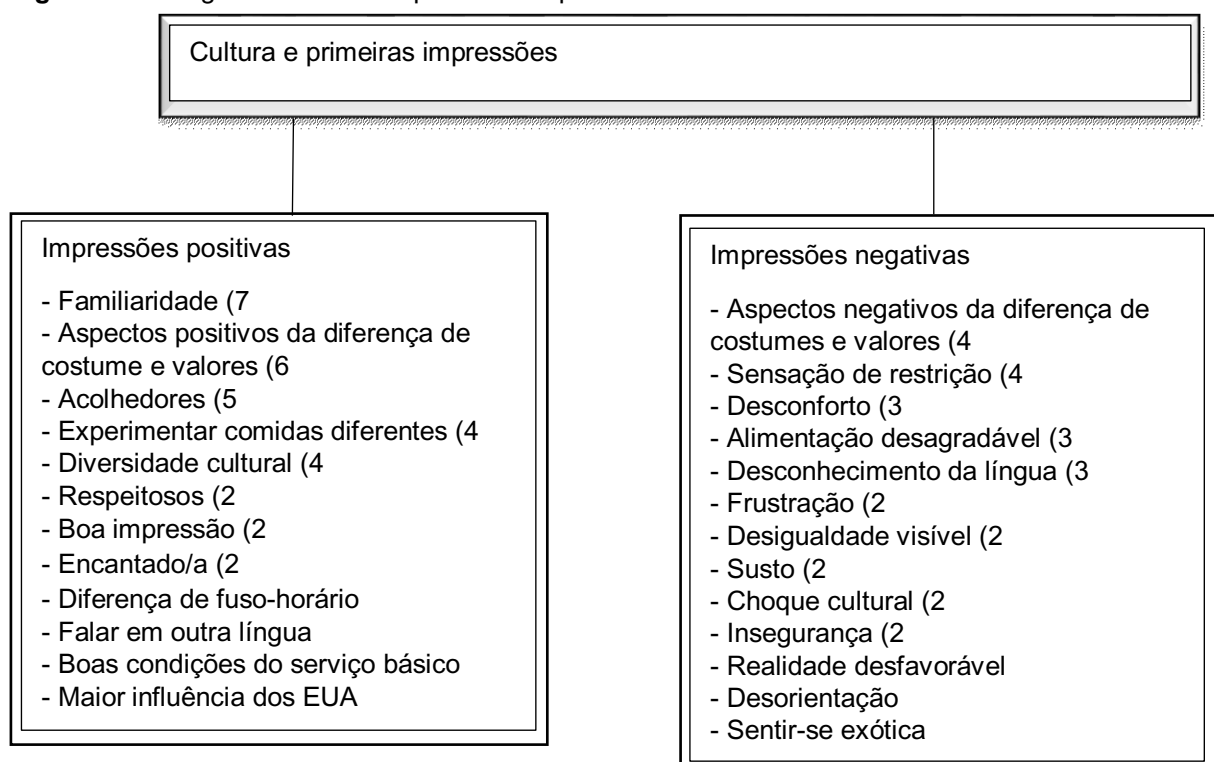 Cultura e primeiras impressões
Impressões positivas
- Familiaridade (7
- Aspectos positivos da diferença de
costume e valores (6
- Acolhedores (5
- Experimentar comidas diferentes (4
- Diversidade cultural (4
- Respeitosos (2
- Boa impressão (2
- Encantado/a (2
- Diferença de fuso-horário
- Falar em outra língua
- Boas condições do serviço básico
- Maior influência dos EUA
Impressões negativas
- Aspectos negativos da diferença de
costumes e valores (4
- Sensação de restrição (4
- Desconforto (3
- Alimentação desagradável (3
- Desconhecimento da língua (3
- Frustração (2
- Desigualdade visível (2
- Susto (2
- Choque cultural (2
- Insegurança (2
- Realidade desfavorável
- Desorientação
- Sentir-se exótica